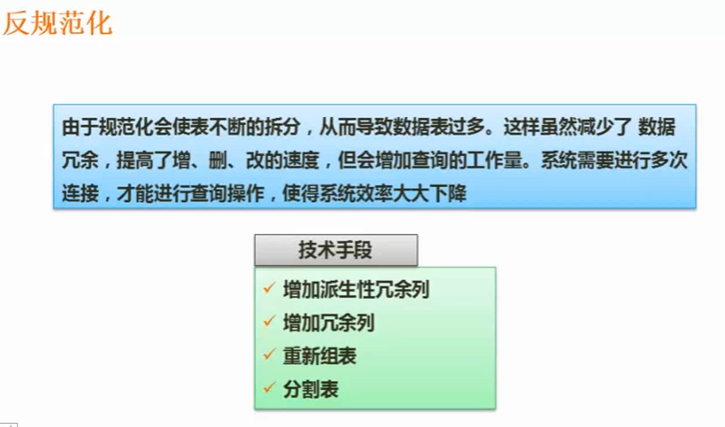 反规范化
由于规范化会使表不断的拆分，从而导致数据表过多。这样虽然减少了 数据
冗余，提高了增、删、改的速度，但会增加查询的工作量。系统需要进行多次
连接，才能进行查询操作，使得系统效率大大下降
技术手段
✓ 增加派生性冗余列
✓ 增加冗余列
✓ 重新组表
✓ 分割表